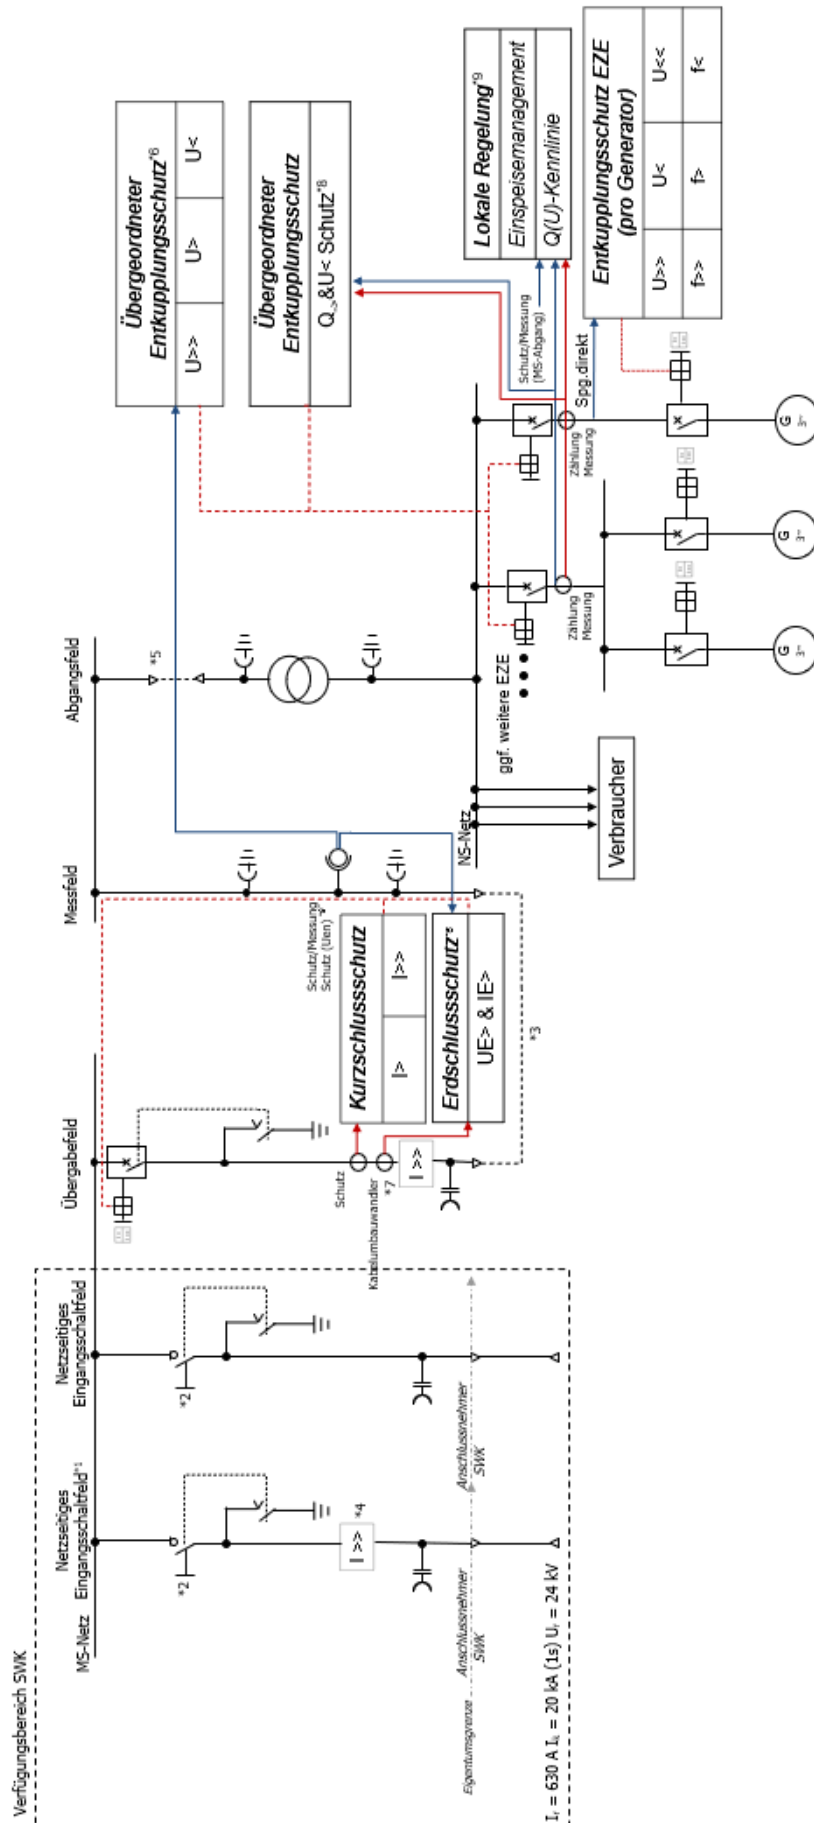 Verfügungsbereich SWK
MS-Netz
Netzseitiges
Eingangsschaltfeld*1
Netzseitiges
Eingangsschaltfeld
Übergabefeld
Messfeld
Abgangsfeld
*2
*2
I >>
*4
Eigentumsgrenze
Anschlussnehmer
SWK
Anschlussnehmer
SWK
Iᵣ = 630 A Iₖ = 20 kA (1s) Uᵣ = 24 kV
Schutz
Kabelumbauwandler
*7
I >>
Schutz/Messung
Schutz (Uen)
Kurzschlussschutz
I>
I>>
Erdschlussschutz
UE> & IE>
*3
*5
NS-Netz
Verbraucher
ggf. weitere EZE
Zählung
Messung
Zählung
Messung
Übergeordneter
Entkupplungsschutz*6
U>>
U>
U<
Übergeordneter
Entkupplungsschutz
Q->&U< Schutz*8
Schutz/Messung
(MS-Abgang)
Spg.direkt
Lokale Regelung*9
Einspeisemanagement
Q(U)-Kennlinie
Entkupplungsschutz EZE
(pro Generator)
U>>
U<
U<<
f>>
f>
f<
G
3~
G
3~
G
3~